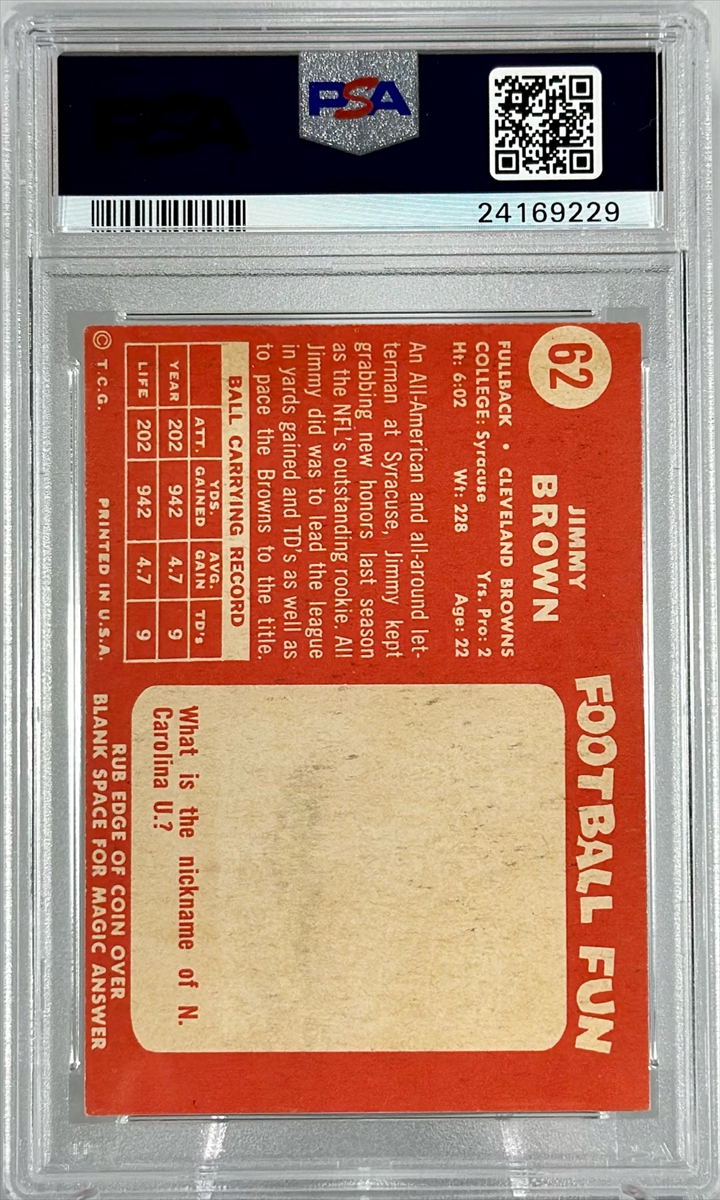 PSA
PSA
24169229
62
JIMMY
BROWN
FULLBACK • CLEVELAND BROWNS
COLLEGE: Syracuse Yrs. Pro: 2
Ht: 6:02 Wt: 228 Age: 22
An All-American and all-around let-
terman at Syracuse, Jimmy kept
grabbing new honors last season
as the NFL's outstanding rookie. All
Jimmy did was to lead the league
in yards gained and TD's as well as
to pace the Browns to the title.
BALL CARRYING RECORD
ATT. YDS. GAINED AVG. GAIN TD's
YEAR 202 942 4.7 9
LIFE 202 942 4.7 9
© T.C.G. PRINTED IN U.S.A.
FOOTBALL FUN
What is the nickname of N.
Carolina U.?
RUB EDGE OF COIN OVER
BLANK SPACE FOR MAGIC ANSWER